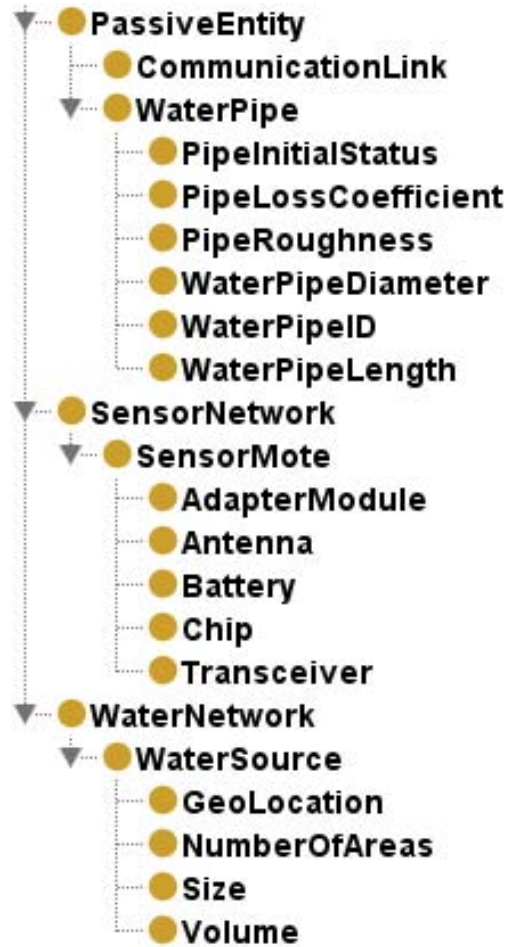 PassiveEntity
CommunicationLink
WaterPipe
PipeInitialStatus
PipeLossCoefficient
PipeRoughness
WaterPipeDiameter
WaterPipeID
WaterPipeLength
SensorNetwork
SensorMote
AdapterModule
Antenna
Battery
Chip
Transceiver
WaterNetwork
WaterSource
GeoLocation
NumberOfAreas
Size
Volume